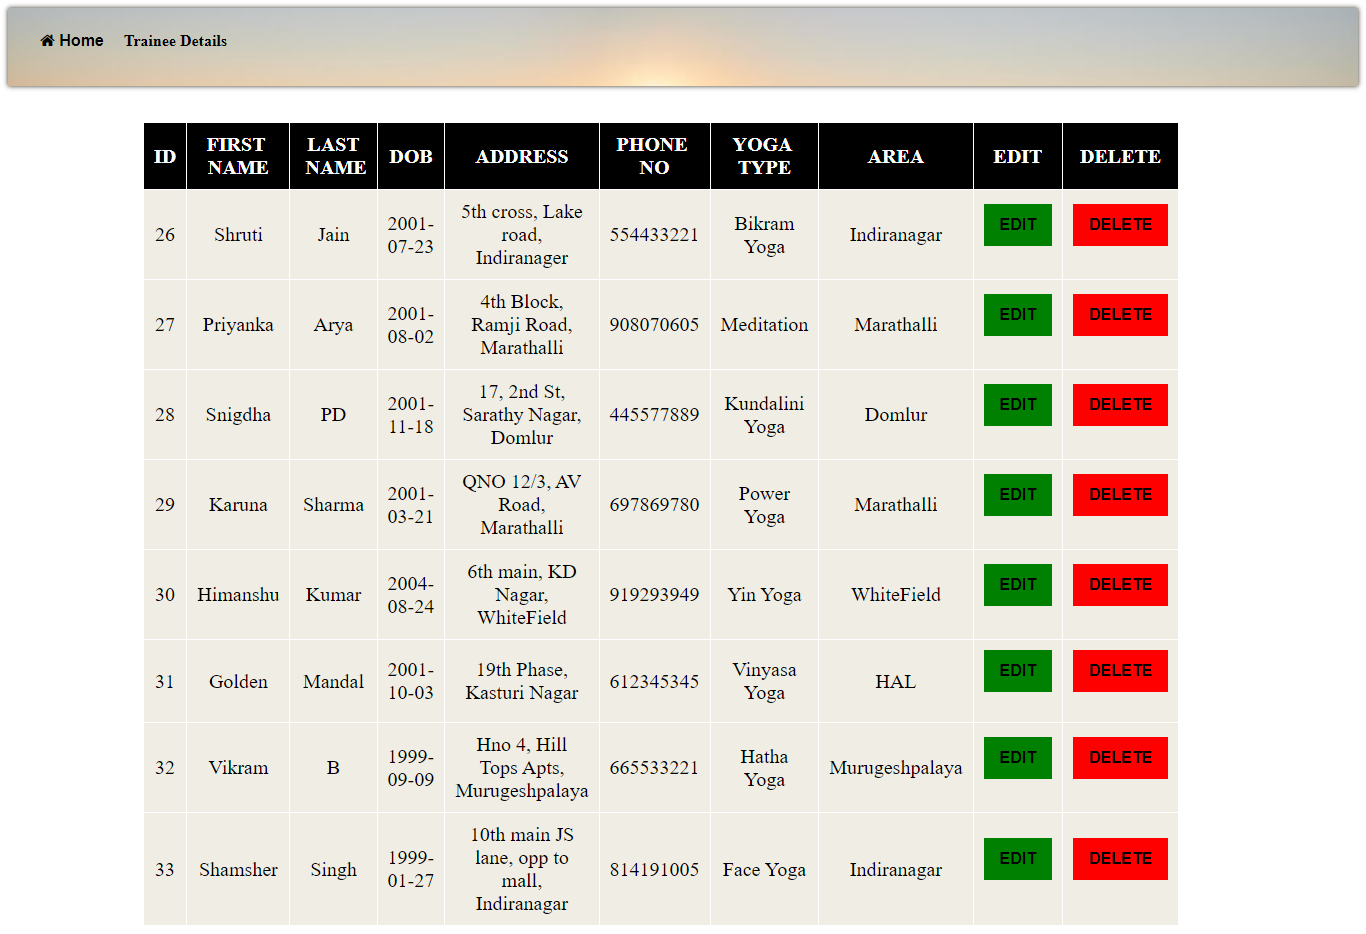 Home Trainee Details
ID FIRST NAME LAST NAME DOB ADDRESS PHONE NO YOGA TYPE AREA EDIT DELETE
26 Shruti Jain 2001-07-23 5th cross, Lake road, Indiranager 554433221 Bikram Yoga Indiranagar EDIT DELETE
27 Priyanka Arya 2001-08-02 4th Block, Ramji Road, Marathalli 908070605 Meditation Marathalli EDIT DELETE
28 Snigdha PD 2001-11-18 17, 2nd St, Sarathy Nagar, Domlur 445577889 Kundalini Yoga Domlur EDIT DELETE
29 Karuna Sharma 2001-03-21 QNO 12/3, AV Road, Marathalli 697869780 Power Yoga Marathalli EDIT DELETE
30 Himanshu Kumar 2004-08-24 6th main, KD Nagar, WhiteField 919293949 Yin Yoga WhiteField EDIT DELETE
31 Golden Mandal 2001-10-03 19th Phase, Kasturi Nagar 612345345 Vinyasa Yoga HAL EDIT DELETE
32 Vikram B 1999-09-09 Hno 4, Hill Tops Apts, Murugeshpalaya 665533221 Hatha Yoga Murugeshpalaya EDIT DELETE
33 Shamsher Singh 1999-01-27 10th main JS lane, opp to mall, Indiranagar 814191005 Face Yoga Indiranagar EDIT DELETE